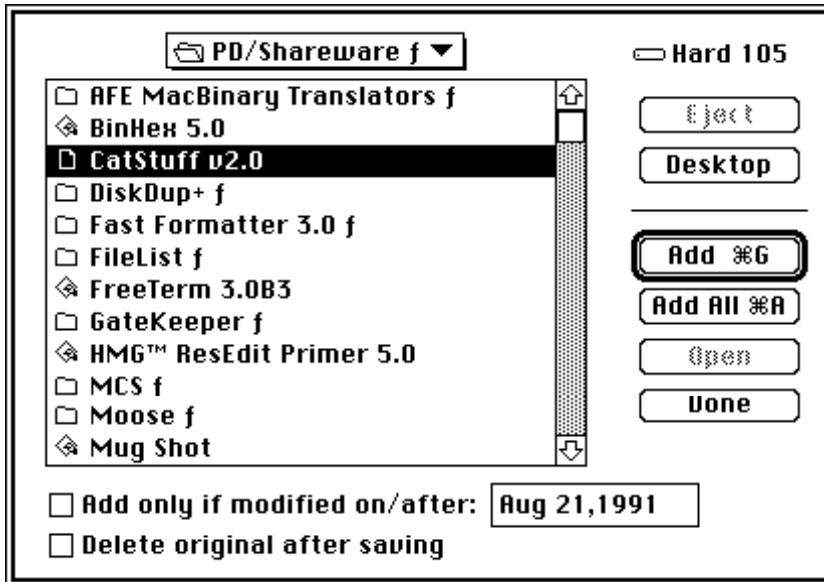 PD/Shareware ƒ
Hard 105
AFE MacBinary Translators ƒ
BinHex 5.0
CatStuff v2.0
DiskDup+ ƒ
Fast Formatter 3.0 ƒ
FileList ƒ
FreeTerm 3.0B3
GateKeeper ƒ
HMG™ ResEdit Primer 5.0
MCS ƒ
Moose ƒ
Mug Shot
Eject
Desktop
Add ⌘G
Add All ⌘A
Open
Done
Add only if modified on/after: Aug 21,1991
Delete original after saving